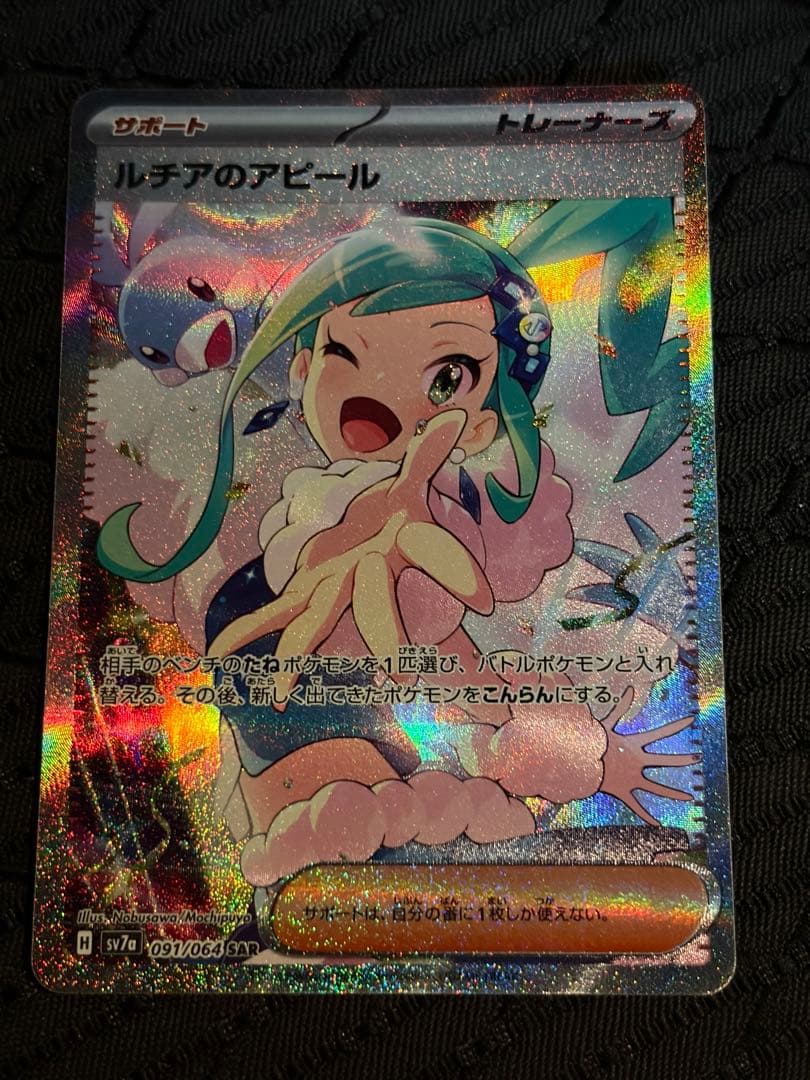 サポート トレーナーズ
ルチアのアピール
相手のベンチのたねポケモンを1匹選び、バトルポケモンと入れ
替える。その後、新しく出てきたポケモンをこんらんにする。
サポートは、自分の番に1枚しか使えない。
Illus. Nobusawa/Mochipuyo
H sv7a 091/064 SAR